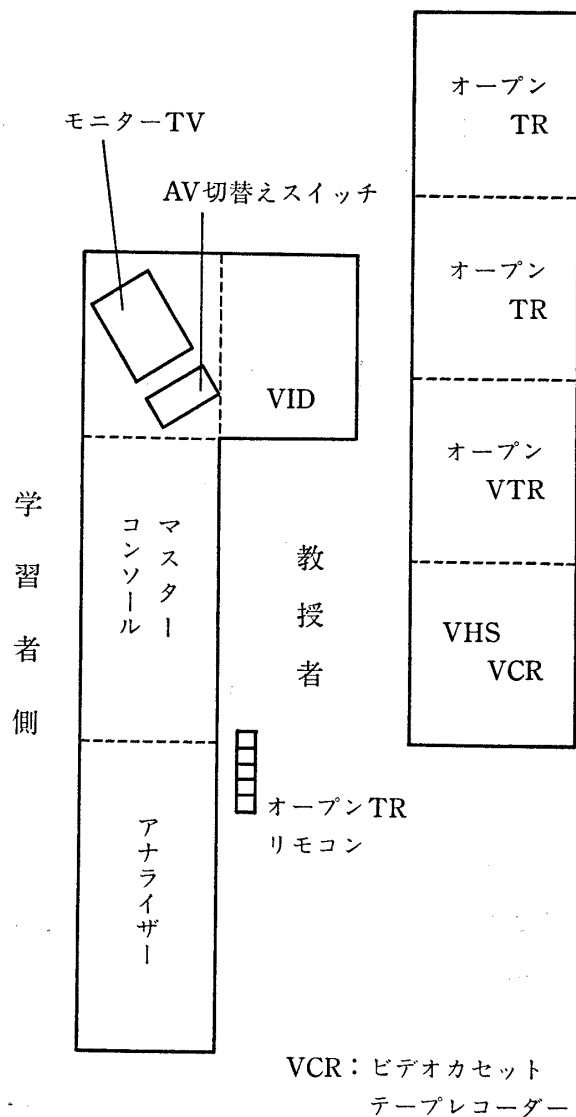 モニターTV
AV切替えスイッチ
VID
オープン
TR
オープン
TR
オープン
VTR
VHS
VCR
学習者側
マスター
コンソール
教授者
アナライザー
オープンTR
リモコン
VCR：ビデオカセット
テープレコーダー